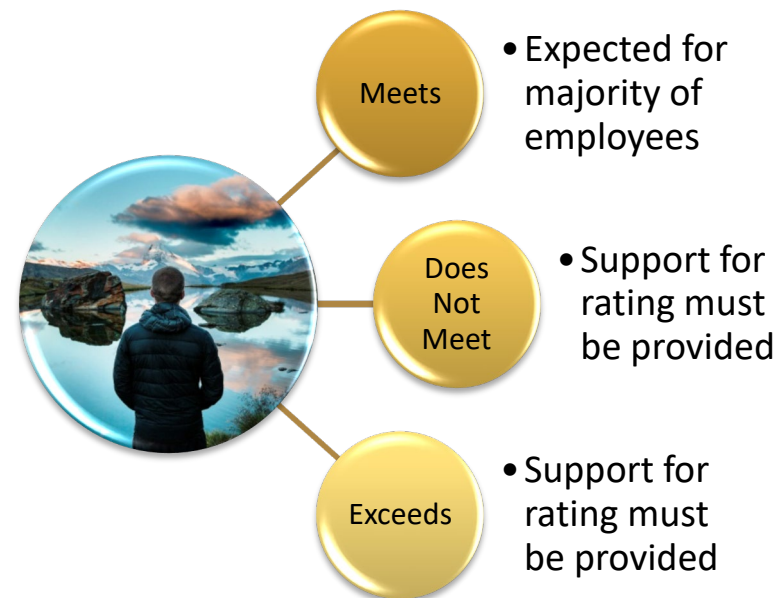 Meets
• Expected for
majority of
employees
Does
Not
Meet
• Support for
rating must
be provided
Exceeds
• Support for
rating must
be provided